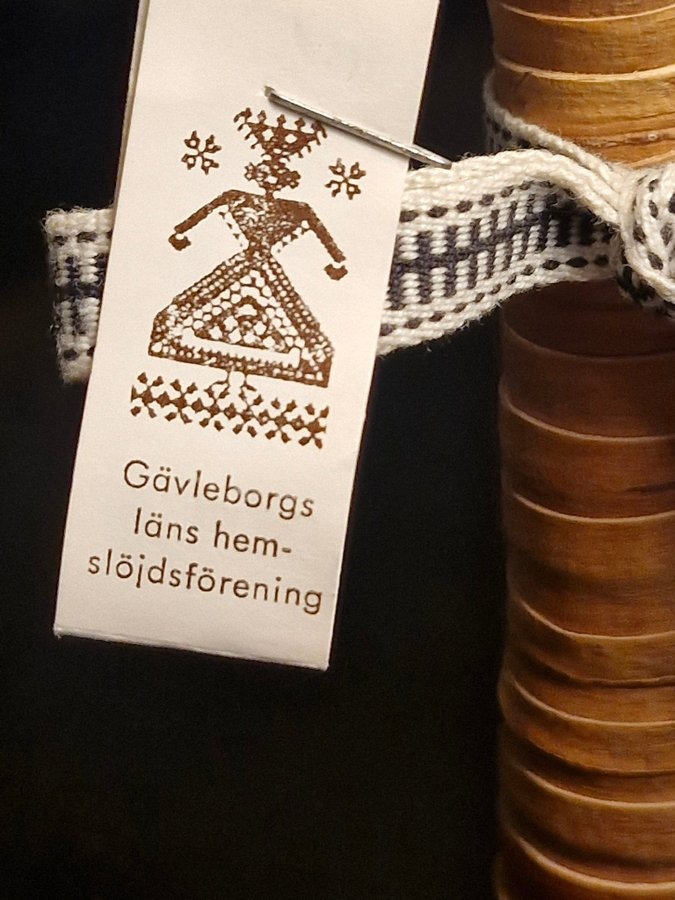 Gävleborgs
läns hem-
slöjdsförening